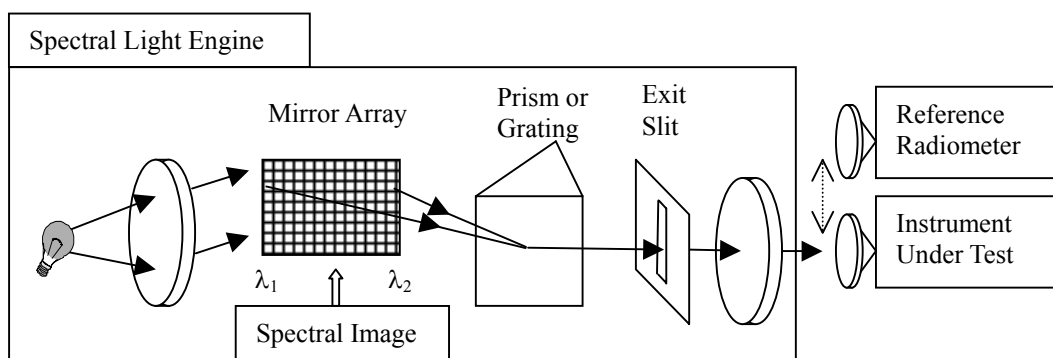 Spectral Light Engine
Mirror Array
Prism or
Grating
Exit
Slit
Reference
Radiometer
Instrument
Under Test
λ1
λ2
Spectral Image